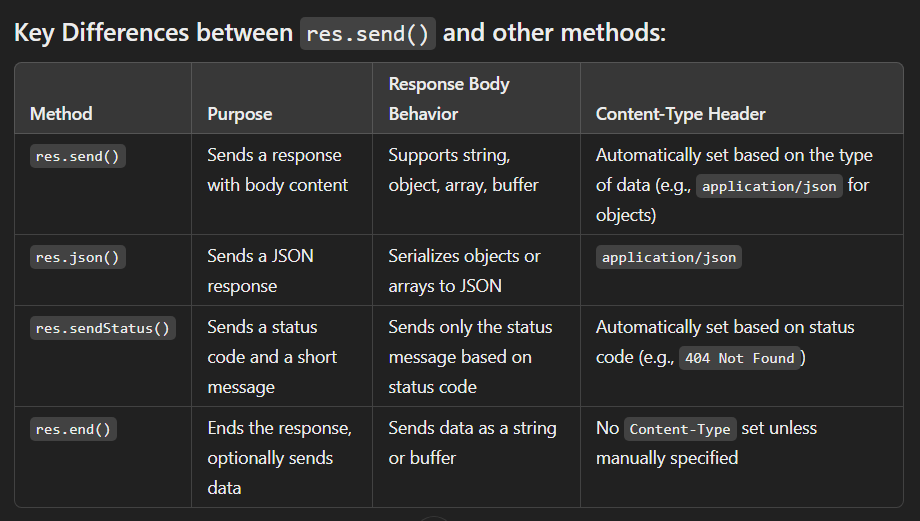 Key Differences between res.send() and other methods:
Method
Purpose
Response Body
Behavior
Content-Type Header
res.send()
Sends a response
with body content
Supports string,
object, array, buffer
Automatically set based on the type
of data (e.g., application/json for
objects)
res.json()
Sends a JSON
response
Serializes objects or
arrays to JSON
application/json
res.sendStatus()
Sends a status
code and a short
message
Sends only the status
message based on
status code
Automatically set based on status
code (e.g., 404 Not Found)
res.end()
Ends the response,
optionally sends
data
Sends data as a string
or buffer
No Content-Type set unless
manually specified